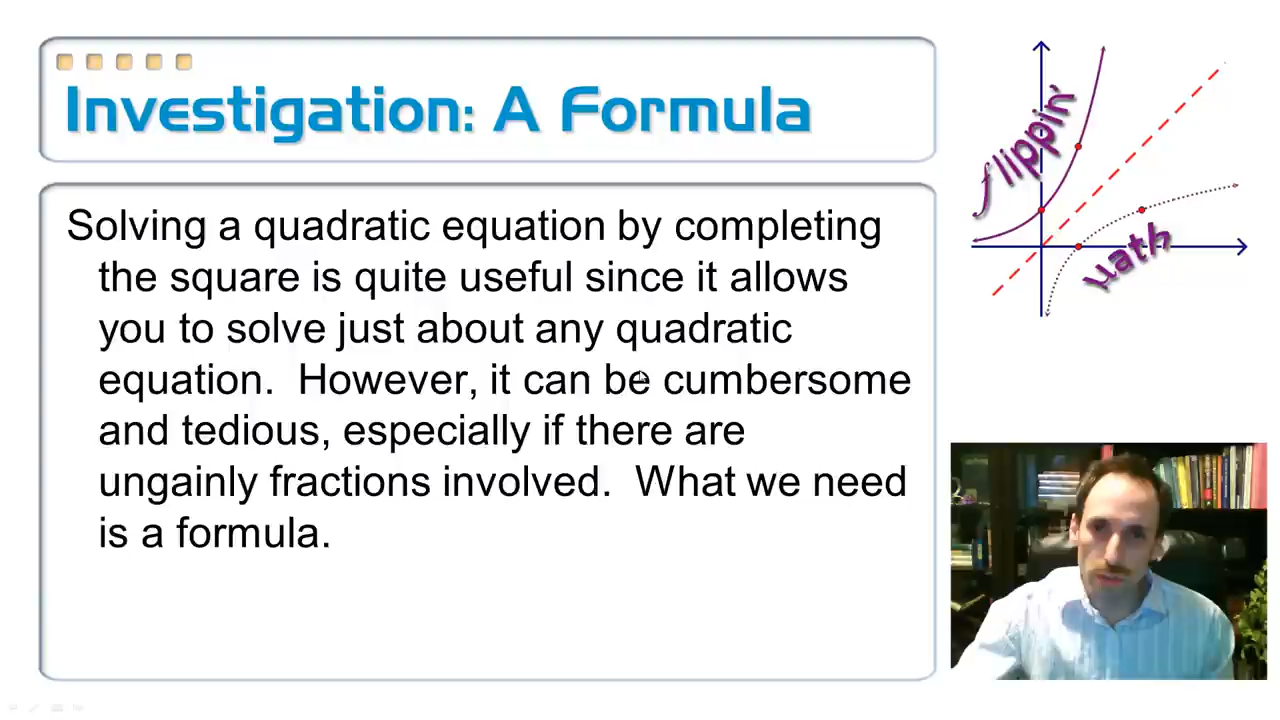 Investigation: A Formula
Solving a quadratic equation by completing
the square is quite useful since it allows
you to solve just about any quadratic
equation.  However, it can be cumbersome
and tedious, especially if there are
ungainly fractions involved.  What we need
is a formula.
flippin'
μath